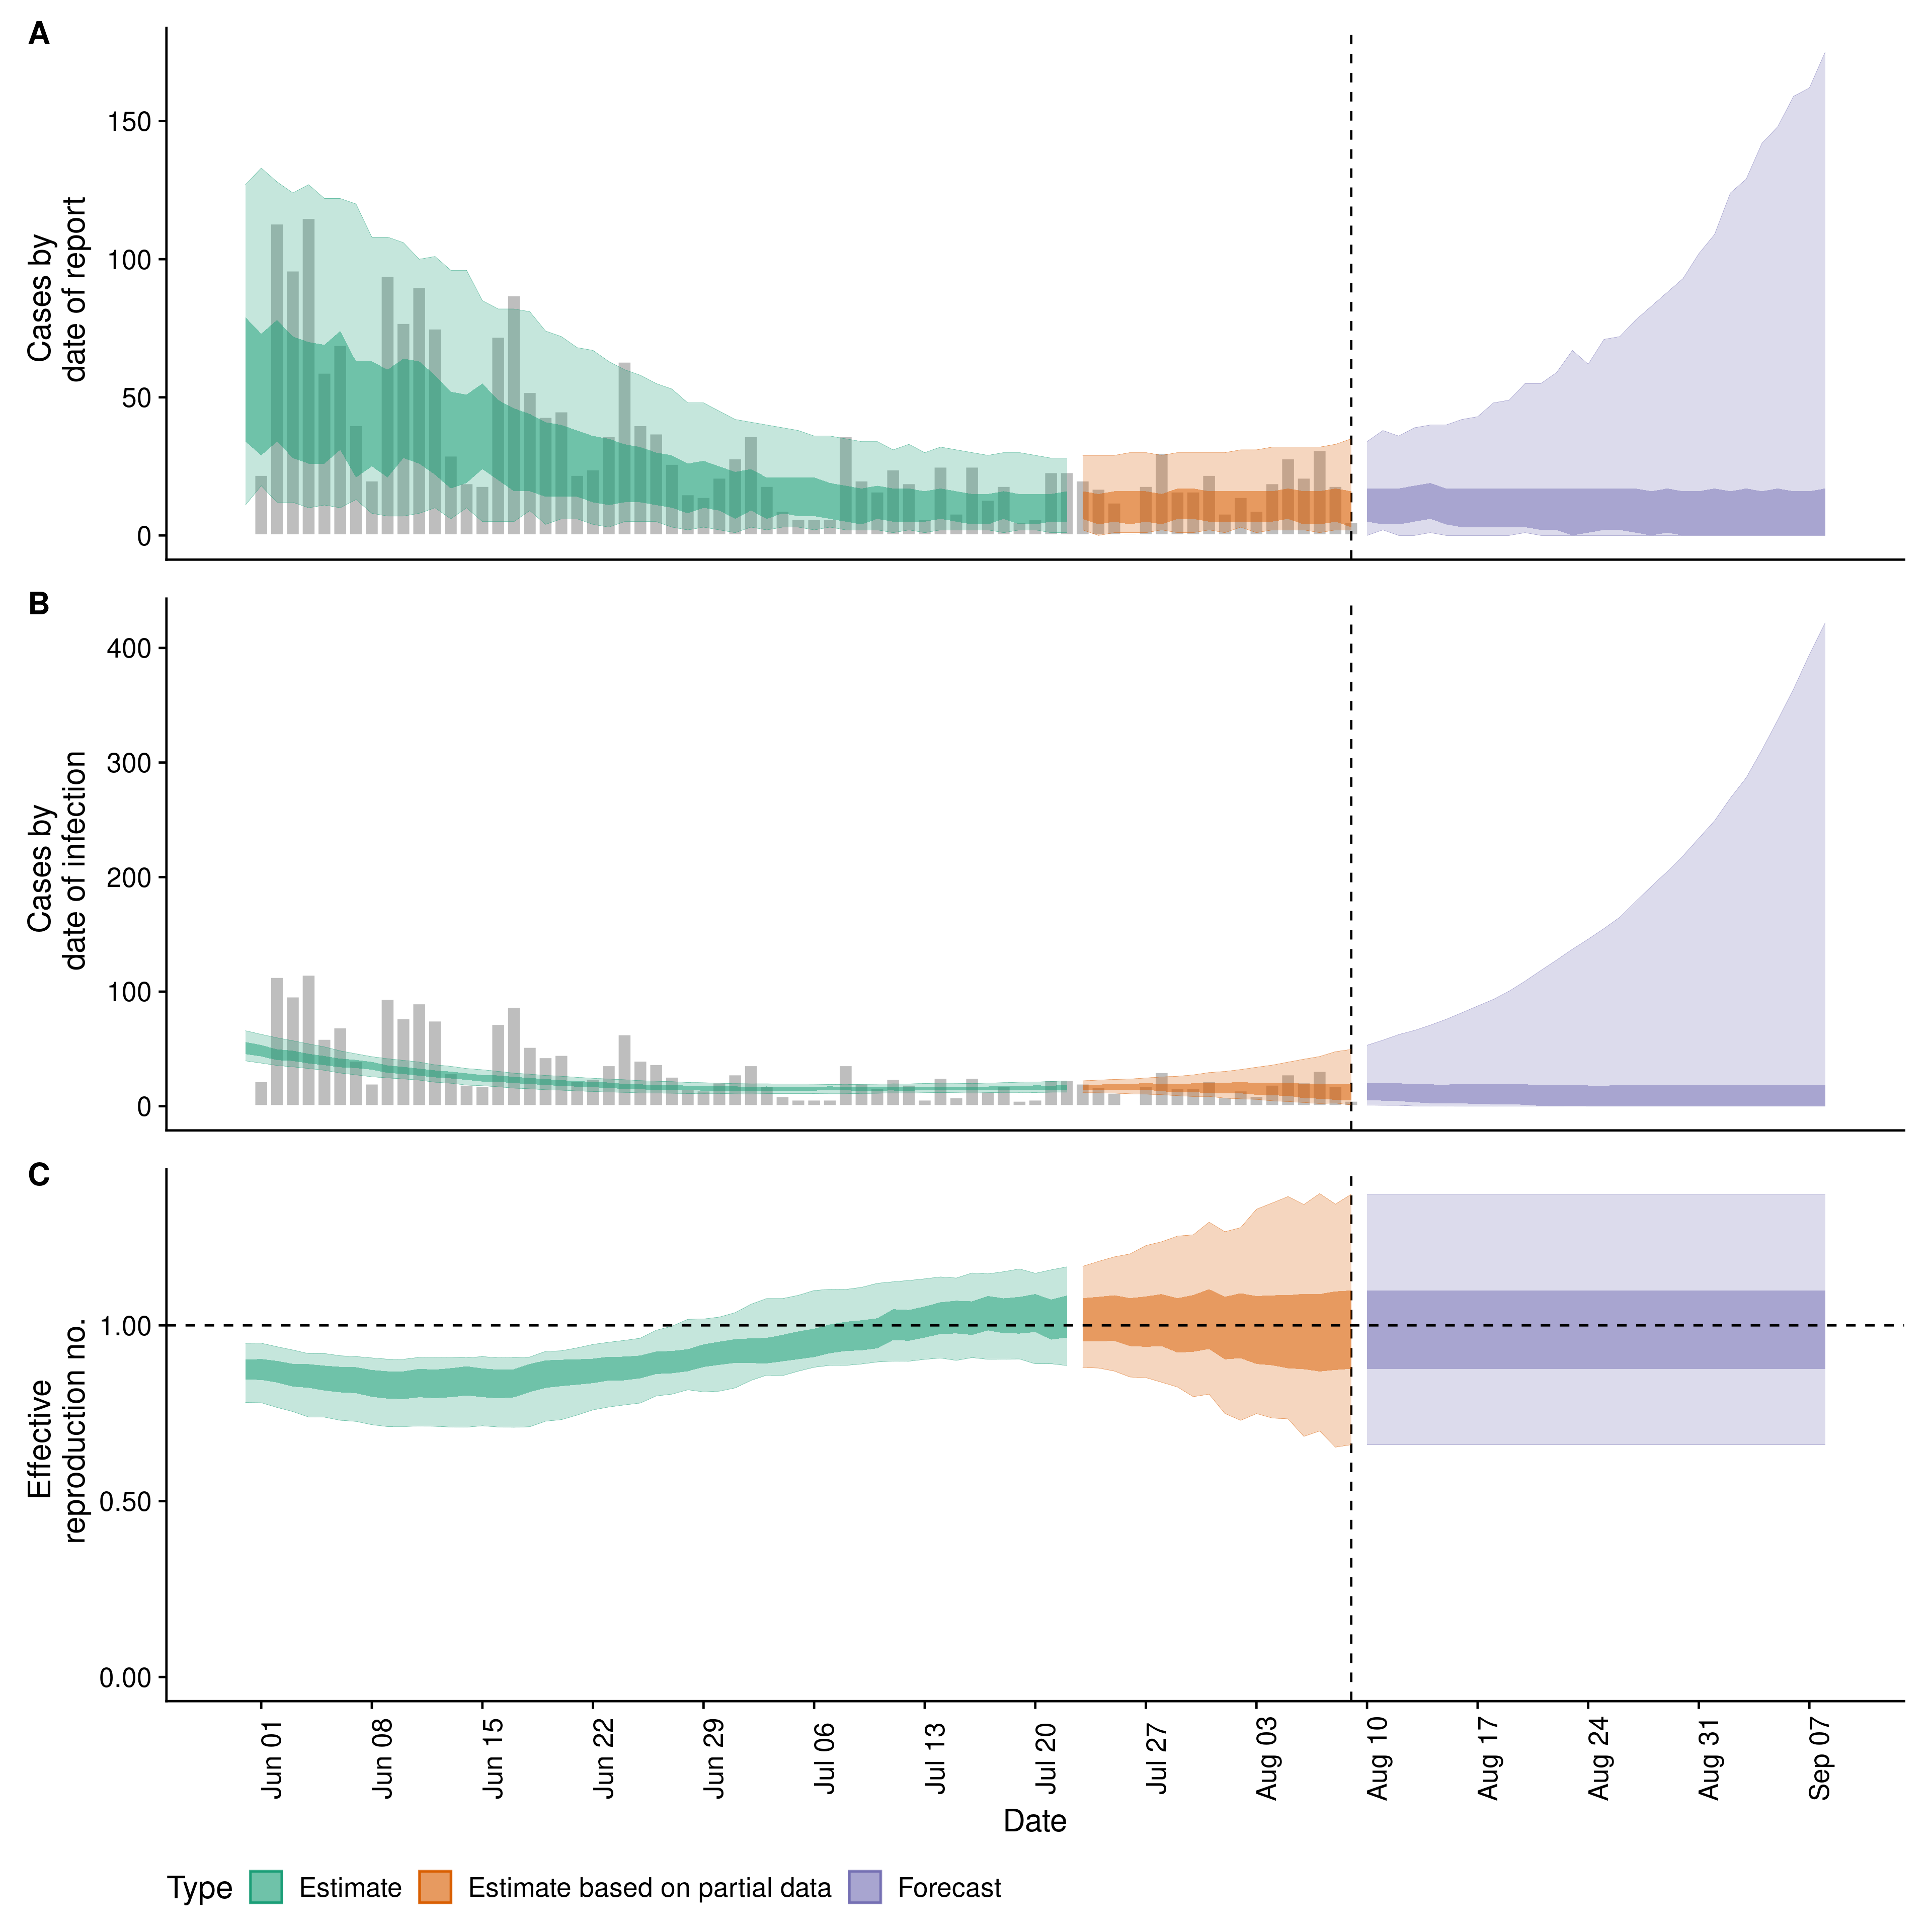 A
Cases by
date of report
150
100
50
0
B
Cases by
date of infection
400
300
200
100
0
C
Effective
reproduction no.
1.00
0.50
0.00
Jun 01
Jun 08
Jun 15
Jun 22
Jun 29
Jul 06
Jul 13
Jul 20
Jul 27
Aug 03
Aug 10
Aug 17
Aug 24
Aug 31
Sep 07
Date
Type Estimate Estimate based on partial data Forecast